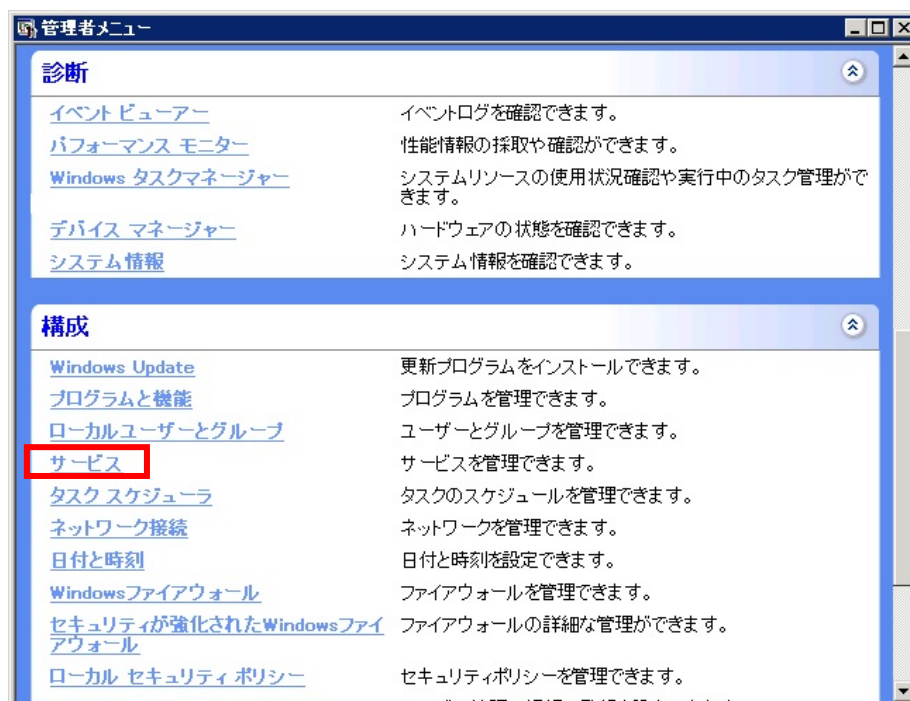 管理者メニュー
診断
イベント ビューアー
イベントログを確認できます。
パフォーマンス モニター
性能情報の採取や確認ができます。
Windows タスクマネージャー
システムリソースの使用状況確認や実行中のタスク管理がで
きます。
デバイス マネージャー
ハードウェアの状態を確認できます。
システム情報
システム情報を確認できます。
構成
Windows Update
更新プログラムをインストールできます。
プログラムと機能
プログラムを管理できます。
ローカルユーザーとグループ
ユーザーとグループを管理できます。
サービス
サービスを管理できます。
タスク スケジューラ
タスクのスケジュールを管理できます。
ネットワーク接続
ネットワークを管理できます。
日付と時刻
日付と時刻を設定できます。
Windowsファイアウォール
ファイアウォールを管理できます。
セキュリティが強化されたWindowsファイ
アウォール
ファイアウォールの詳細な管理ができます。
ローカル セキュリティ ポリシー
セキュリティポリシーを管理できます。